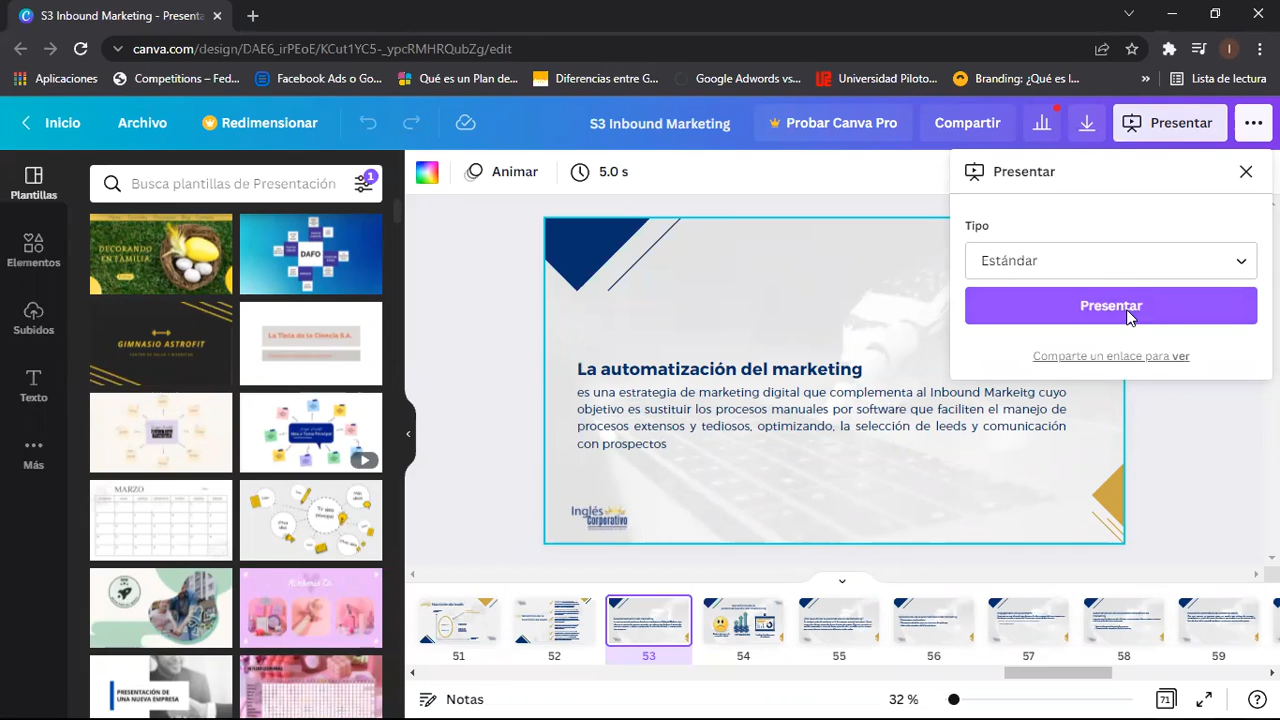 S3 Inbound Marketing - Present
canva.com/design/DAE6_irPEoE/KCut1YC5-_ypcRMHRQubZg/edit
Aplicaciones
Competitions – Fed...
Facebook Ads o Go...
Qué es un Plan de...
Diferencias entre G...
Google Adwords vs...
Universidad Piloto...
Branding: ¿Qué es l...
»
Lista de lectura
Inicio
Archivo
Redimensionar
S3 Inbound Marketing
Probar Canva Pro
Compartir
Presentar
Plantillas
Elementos
Subidos
Texto
Más
Busca plantillas de Presentación
1
DECORANDO
EN FAMILIA
DAFO
GIMNASIO ASTROFIT
La Tinta de la Ciencia S.A.
MARZO
PRESENTACIÓN DE
UNA NUEVA EMPRESA
Animar
5.0 s
Presentar
Tipo
Estándar
Presentar
Comparte un enlace para ver
La automatización del marketing
es una estrategia de marketing digital que complementa al Inbound Markeitg cuyo
objetivo es sustituir los procesos manuales por software que faciliten el manejo de
procesos extensos y tediosos optimizando, la selección de leeds y comunicación
con prospectos
Inglés
Corporativo
51
52
53
54
55
56
57
58
59
Notas
32 %
71